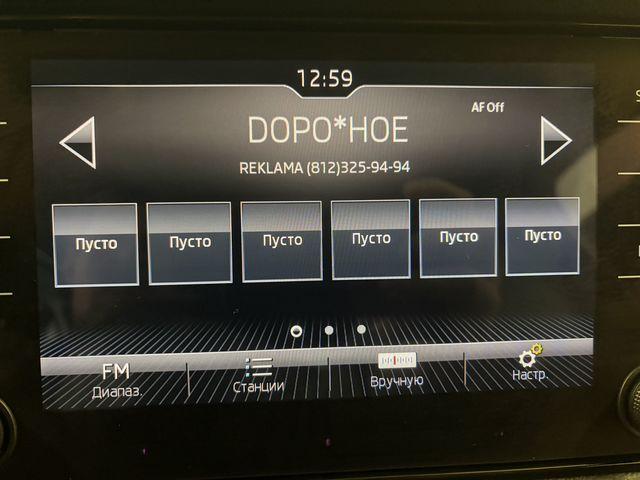 12:59
AF Off
DOPO*HOE
REKLAMA (812)325-94-94
Пусто Пусто Пусто Пусто Пусто Пусто
FM
Диапаз. Станции Вручную Настр.